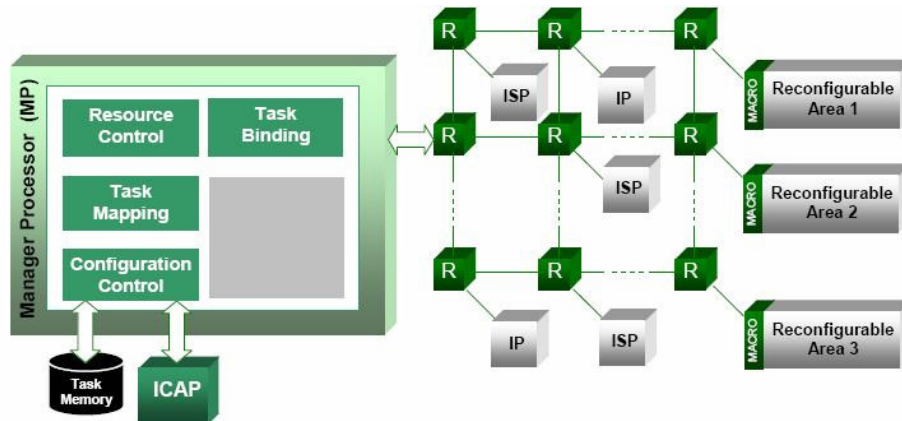 Manager Processor (MP)
Resource
Control
Task
Binding
Task
Mapping
Configuration
Control
Task
Memory
ICAP
R
R
R
ISP
IP
MACRO
Reconfigurable
Area 1
R
R
R
ISP
MACRO
Reconfigurable
Area 2
R
R
R
IP
ISP
MACRO
Reconfigurable
Area 3